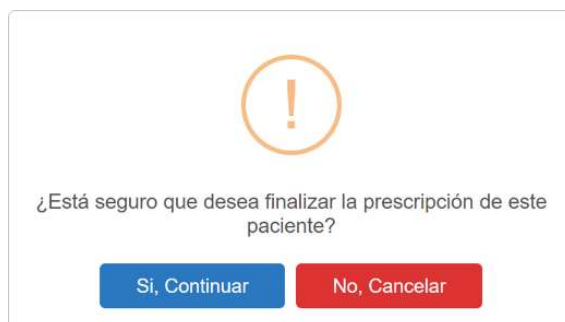 !
¿Está seguro que desea finalizar la prescripción de este
paciente?
Si, Continuar
No, Cancelar